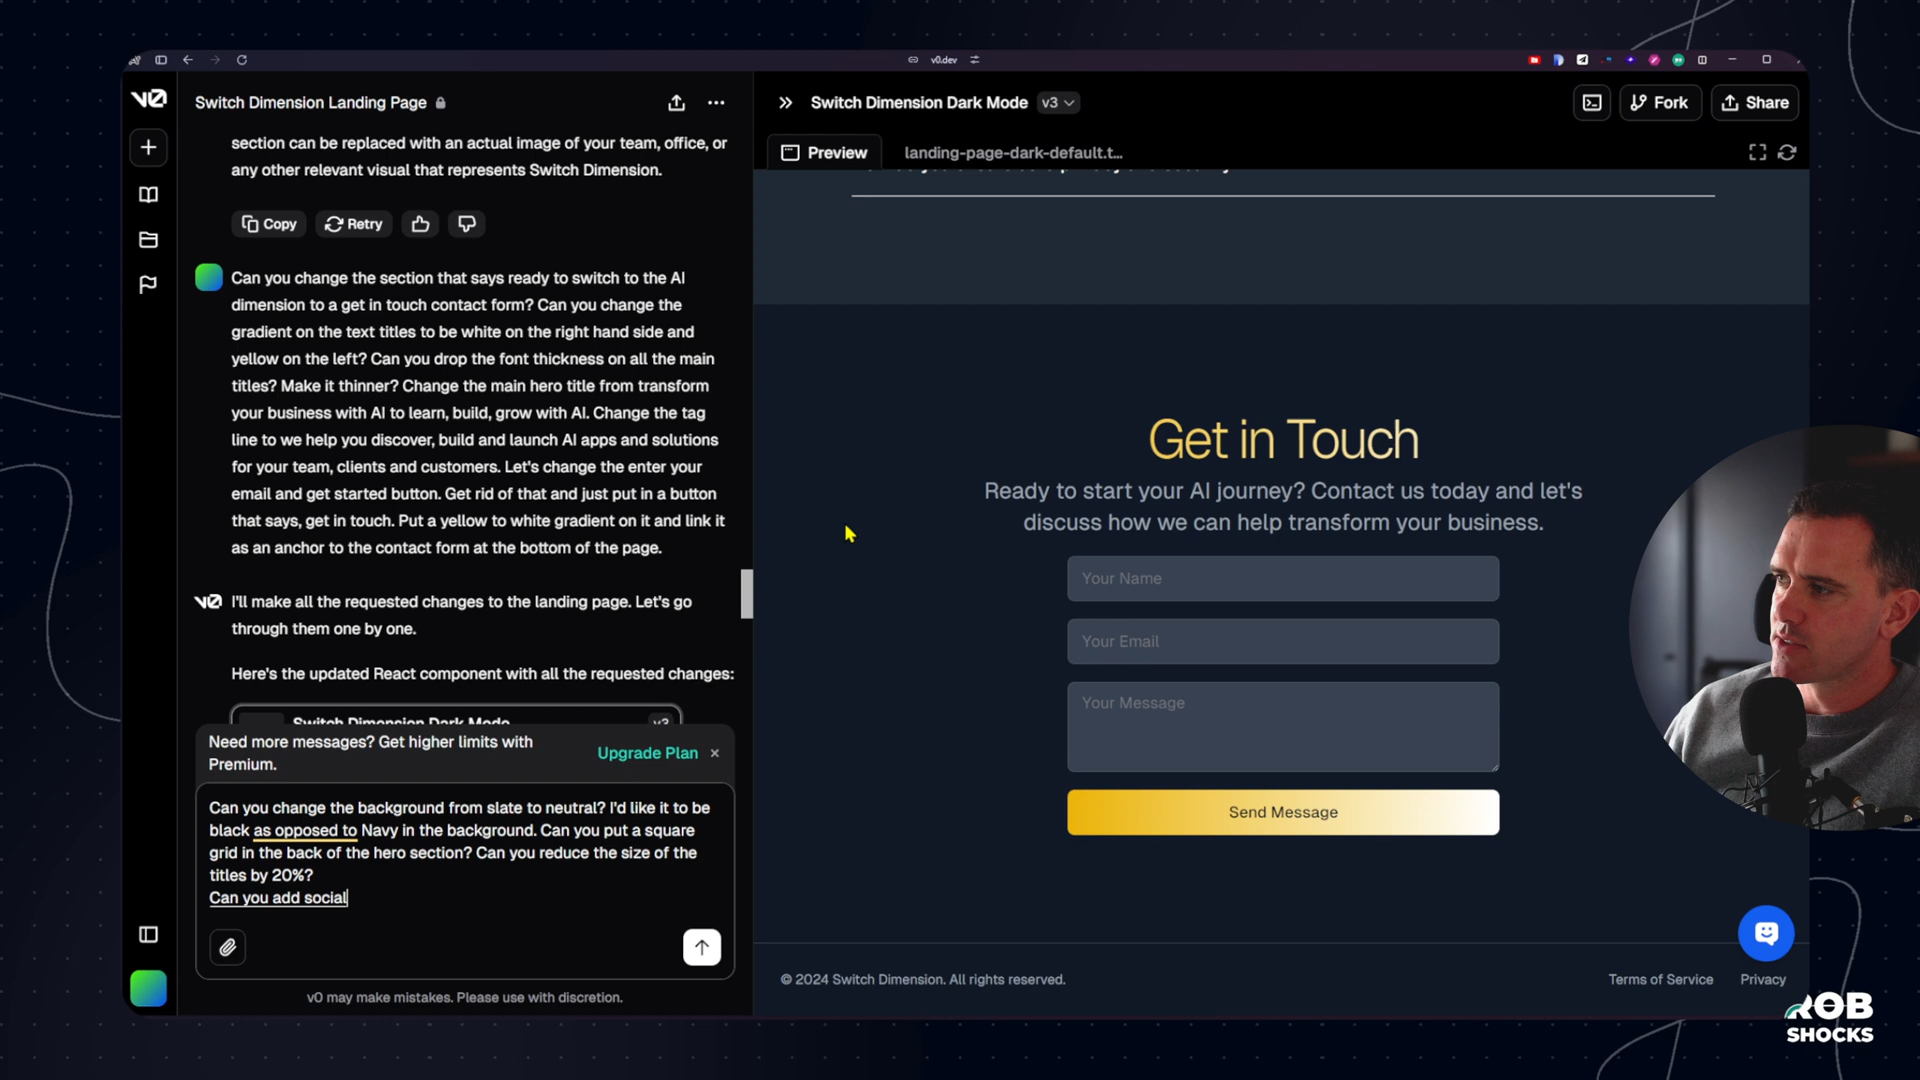 v0.dev
Switch Dimension Landing Page
section can be replaced with an actual image of your team, office, or
any other relevant visual that represents Switch Dimension.
Copy
Retry
Can you change the section that says ready to switch to the AI
dimension to a get in touch contact form? Can you change the
gradient on the text titles to be white on the right hand side and
yellow on the left? Can you drop the font thickness on all the main
titles? Make it thinner? Change the main hero title from transform
your business with AI to learn, build, grow with AI. Change the tag
line to we help you discover, build and launch AI apps and solutions
for your team, clients and customers. Let's change the enter your
email and get started button. Get rid of that and just put in a button
that says, get in touch. Put a yellow to white gradient on it and link it
as an anchor to the contact form at the bottom of the page.
I'll make all the requested changes to the landing page. Let's go
through them one by one.
Here's the updated React component with all the requested changes:
Switch Dimension Dark Mode
v3
Need more messages? Get higher limits with
Premium.
Upgrade Plan
Can you change the background from slate to neutral? I'd like it to be
black as opposed to Navy in the background. Can you put a square
grid in the back of the hero section? Can you reduce the size of the
titles by 20%?
Can you add social
v0 may make mistakes. Please use with discretion.
Switch Dimension Dark Mode
v3
Fork
Share
Preview
landing-page-dark-default.t...
Get in Touch
Ready to start your AI journey? Contact us today and let's
discuss how we can help transform your business.
Your Name
Your Email
Your Message
Send Message
© 2024 Switch Dimension. All rights reserved.
Terms of Service
Privacy
ROB
SHOCKS